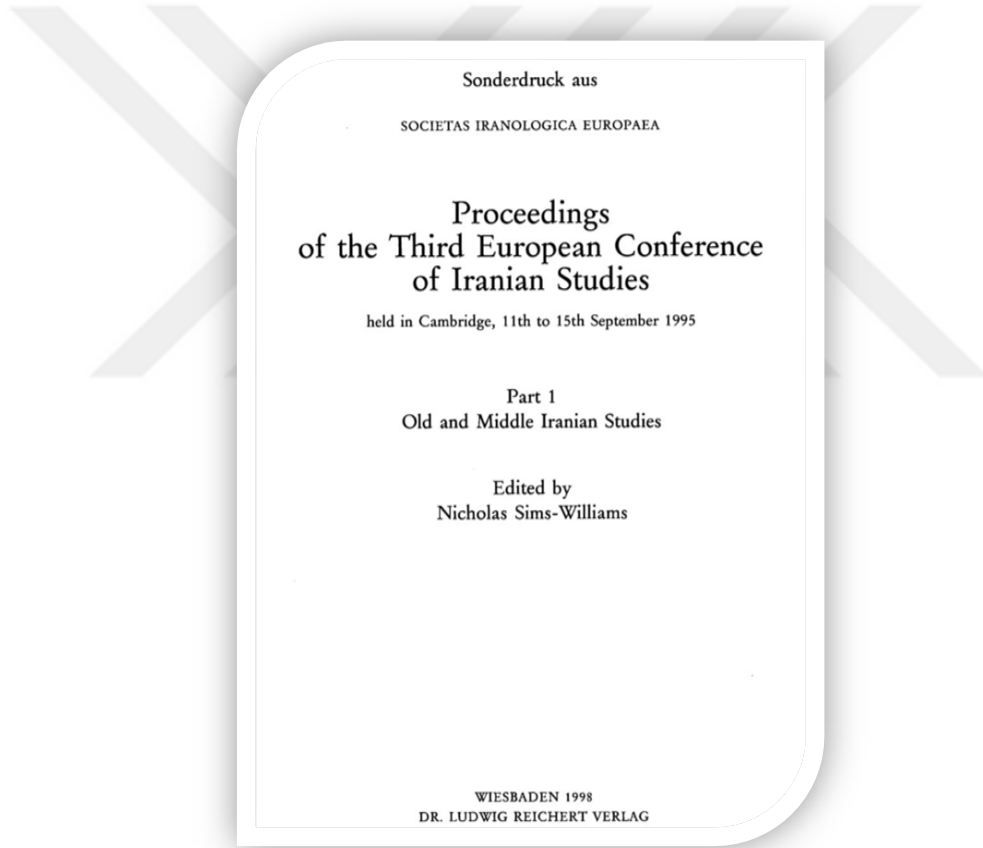 Sonderdruck aus
SOCIETAS IRANOLOGICA EUROPAEA
Proceedings
of the Third European Conference
of Iranian Studies
held in Cambridge, 11th to 15th September 1995
Part 1
Old and Middle Iranian Studies
Edited by
Nicholas Sims-Williams
WIESBADEN 1998
DR. LUDWIG REICHERT VERLAG